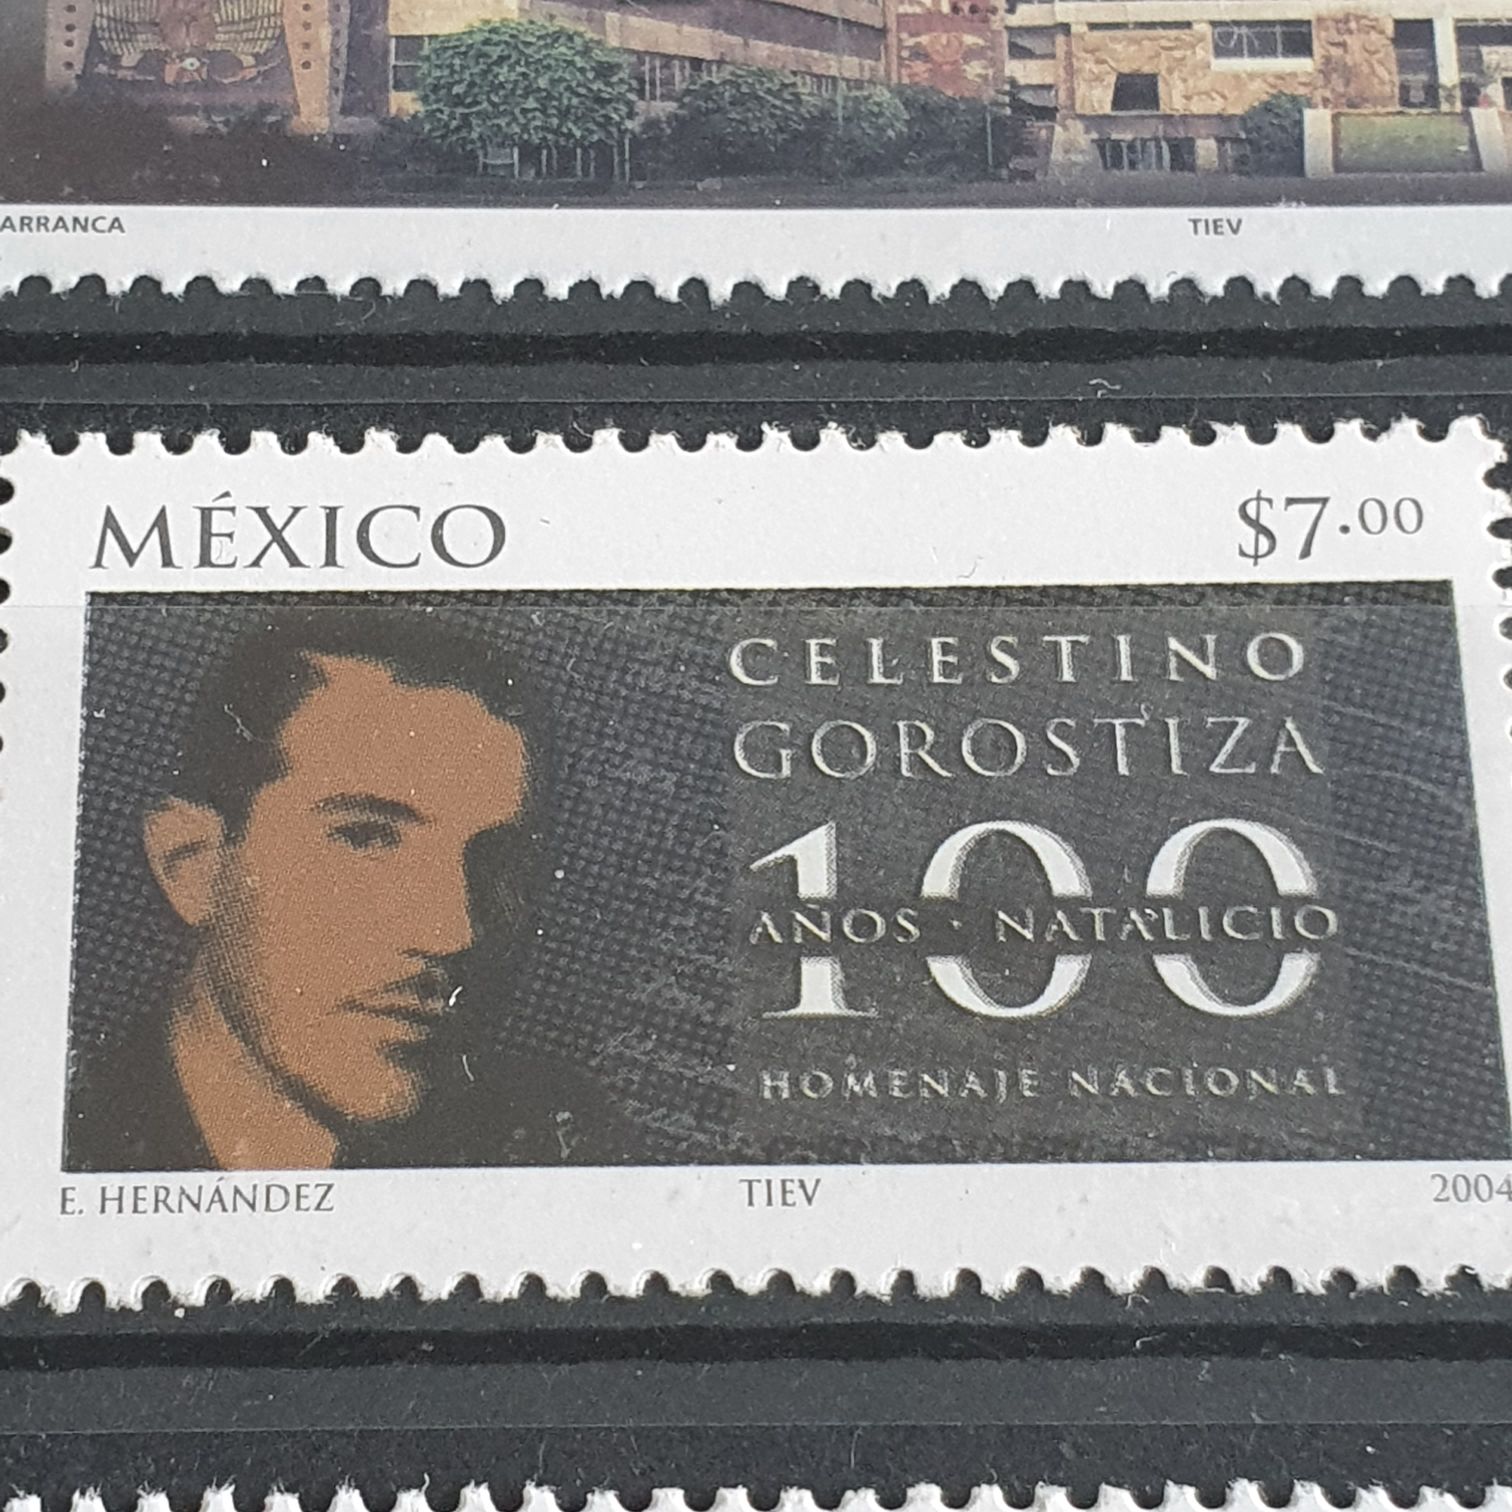 ARRANCA TIEV
MÉXICO $7.00
CELESTINO
GOROSTIZA
100
AÑOS · NATALICIO
HOMENAJE NACIONAL
E. HERNÁNDEZ TIEV 2004